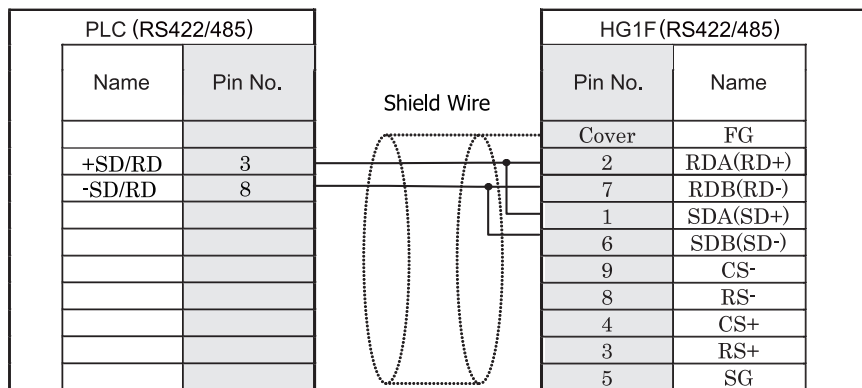 PLC (RS422/485)
HG1F(RS422/485)
Name Pin No.
Shield Wire
Pin No. Name
Cover FG
+SD/RD 3
2 RDA(RD+)
-SD/RD 8
7 RDB(RD-)
1 SDA(SD+)
6 SDB(SD-)
9 CS-
8 RS-
4 CS+
3 RS+
5 SG